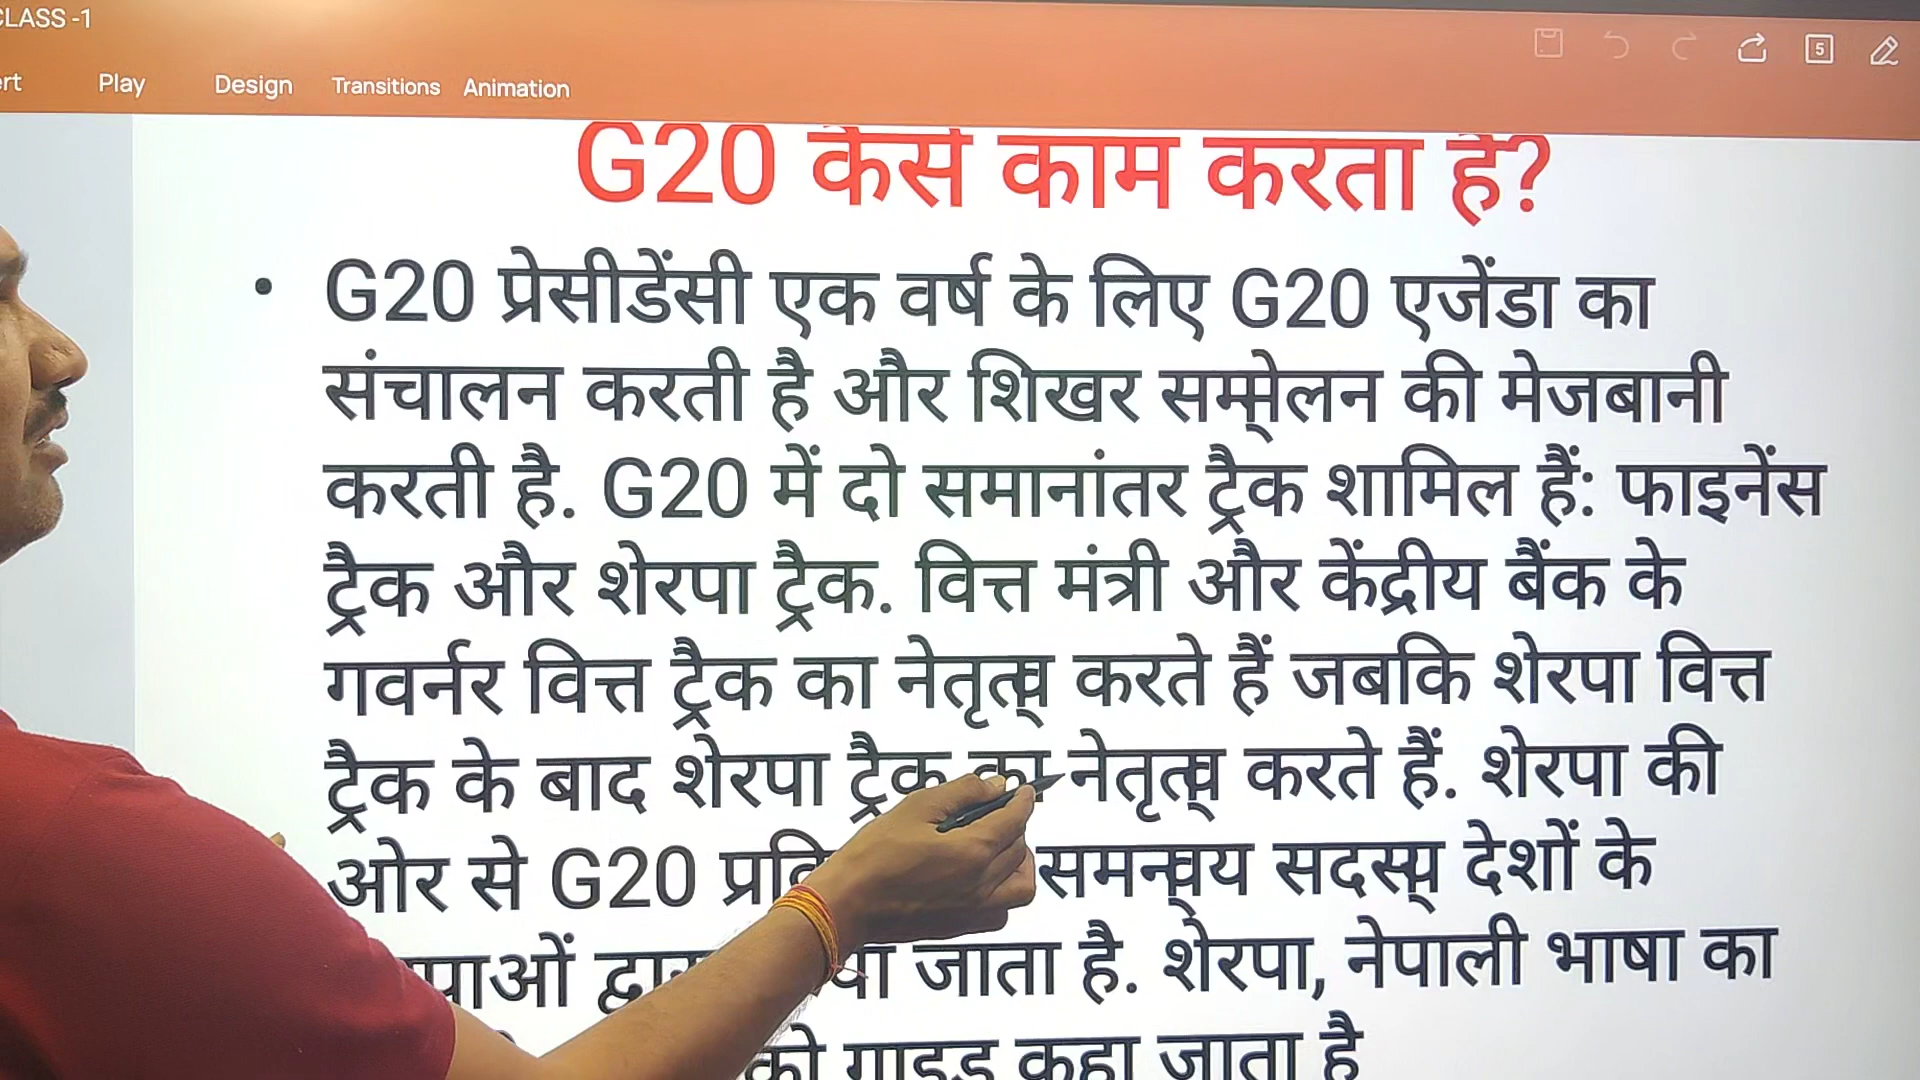 CLASS -1
Play Design Transitions Animation
5
G20 कैसे काम करता है?
• G20 प्रेसीडेंसी एक वर्ष के लिए G20 एजेंडा का
संचालन करती है और शिखर सम्मेलन की मेजबानी
करती है. G20 में दो समानांतर ट्रैक शामिल हैं: फाइनेंस
ट्रैक और शेरपा ट्रैक. वित्त मंत्री और केंद्रीय बैंक के
गवर्नर वित्त ट्रैक का नेतृत्व करते हैं जबकि शेरपा वित्त
ट्रैक के बाद शेरपा ट्रैक का नेतृत्व करते हैं. शेरपा की
ओर से G20 समन्वय सदस्य देशों के
जाता है. शेरपा, नेपाली भाषा का
को गाइड कहा जाता है